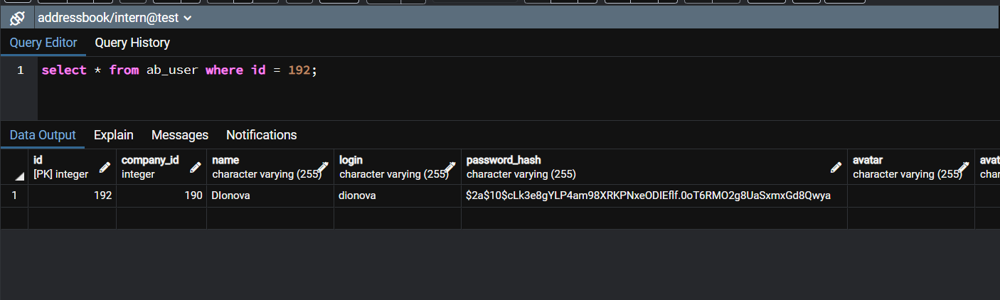 addressbook/intern@test
Query Editor Query History
1 select * from ab_user where id = 192;
Data Output Explain Messages Notifications
id company_id name login password_hash avatar avat
[PK] integer integer character varying (255) character varying (255) character varying (255) character varying (255) char
1 192 190 DIonova dionova $2a$10$cLk3e8gYLP4am98XRKPNxeODIEflf.0oT6RMO2g8UaSxmxGd8Qwya